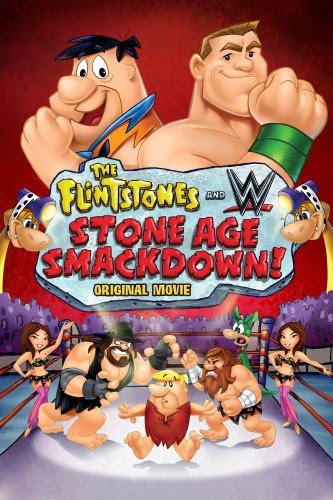 THE
FLINTSTONES AND W
STONE AGE
SMACKDOWN!
ORIGINAL MOVIE